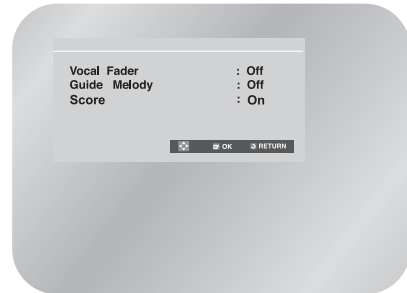 Vocal Fader : Off
Guide Melody : Off
Score : On
OK RETURN